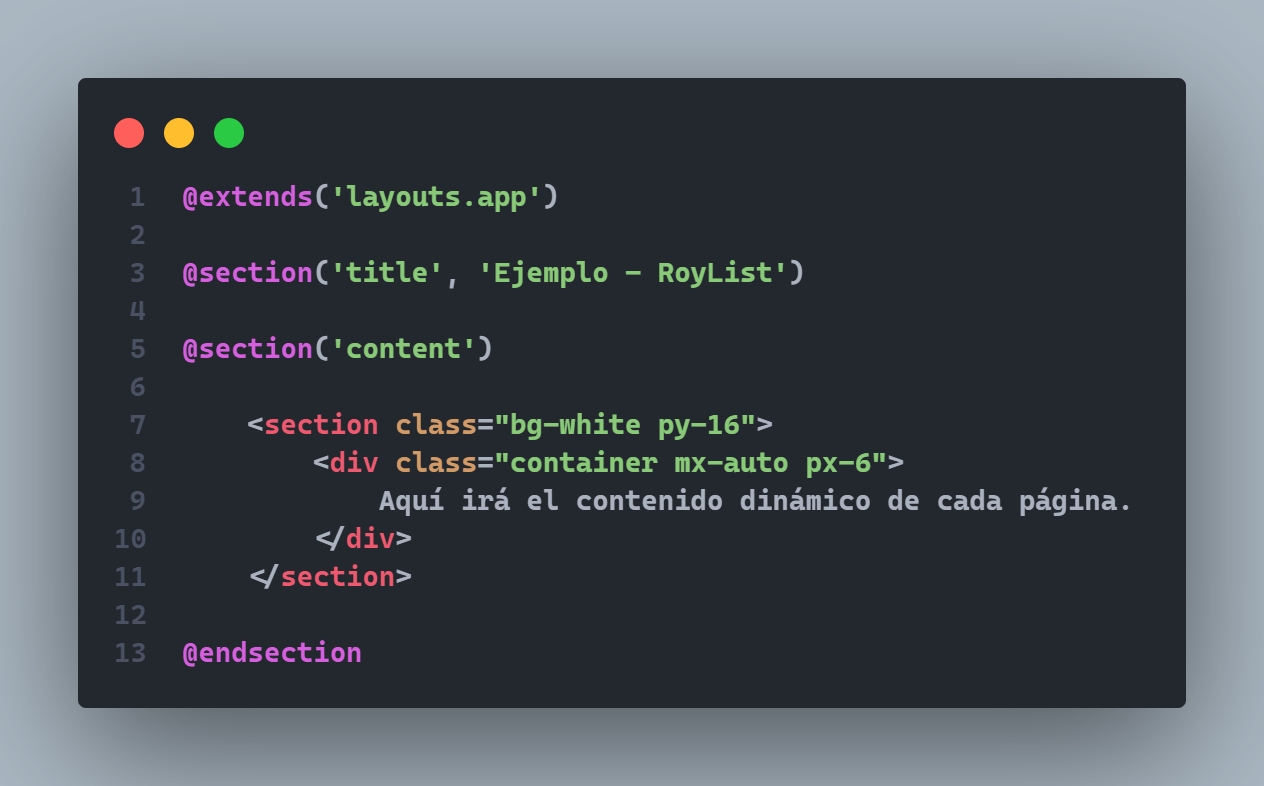 1 @extends('layouts.app')
2
3 @section('title', 'Ejemplo - RoyList')
4
5 @section('content')
6
7     <section class="bg-white py-16">
8         <div class="container mx-auto px-6">
9             Aquí irá el contenido dinámico de cada página.
10         </div>
11     </section>
12
13 @endsection